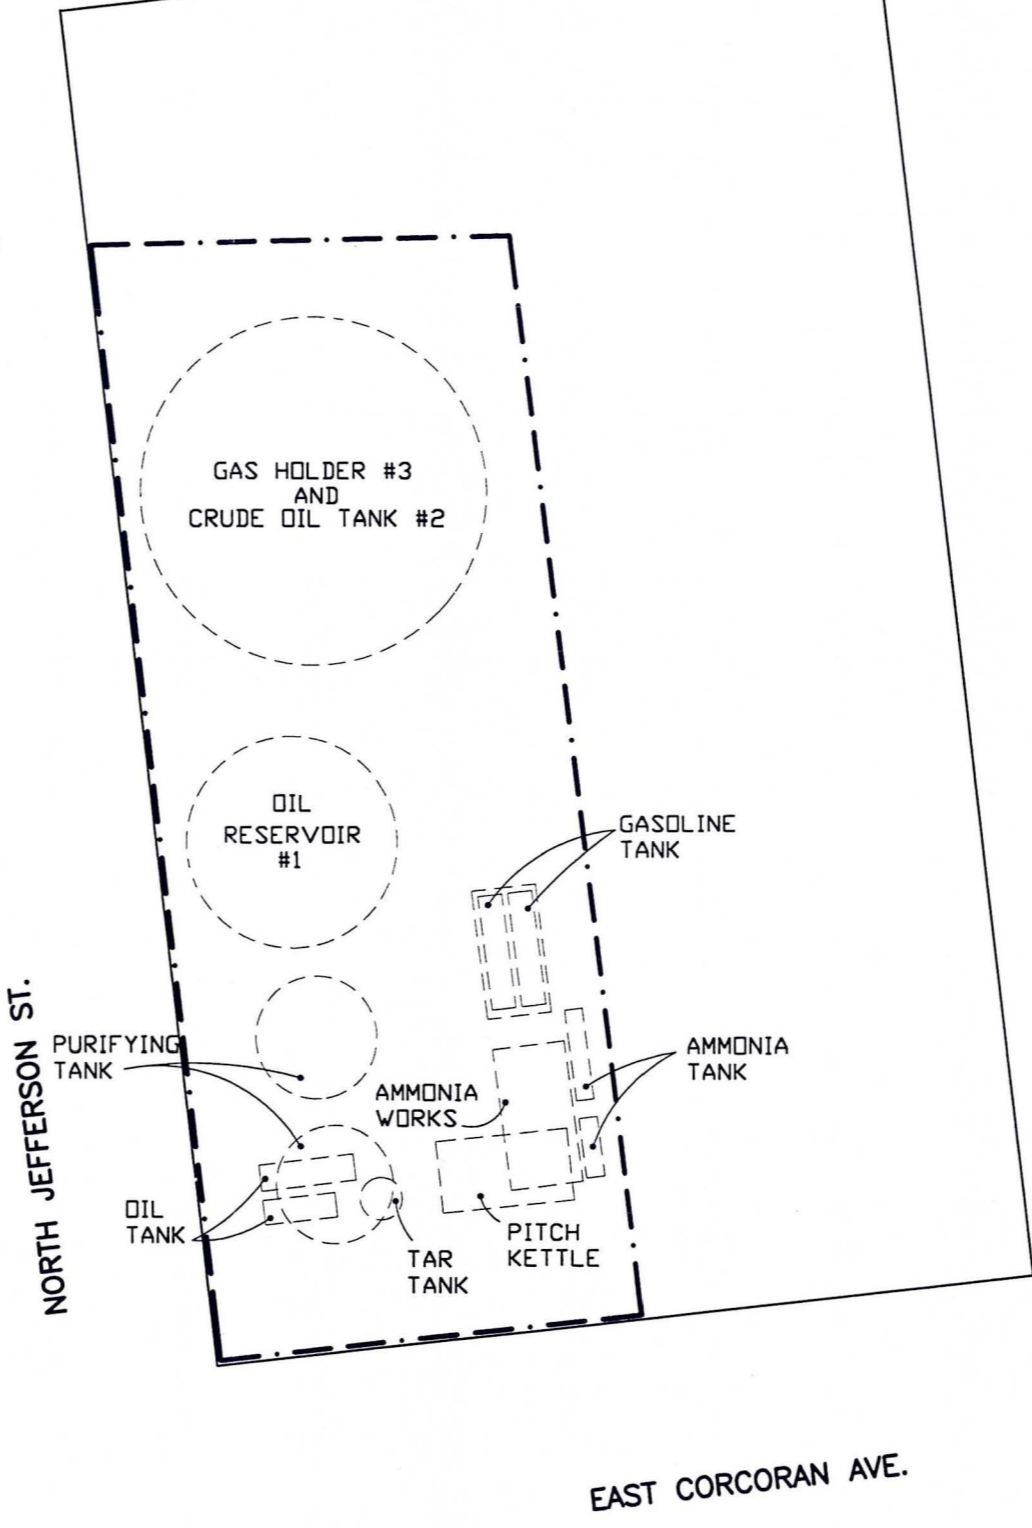 GAS HOLDER #3
AND
CRUDE OIL TANK #2
OIL
RESERVOIR
#1
GASOLINE
TANK
PURIFYING
TANK
AMMONIA
TANK
AMMONIA
WORKS
OIL
TANK
TAR
TANK
PITCH
KETTLE
NORTH JEFFERSON ST.
EAST CORCORAN AVE.